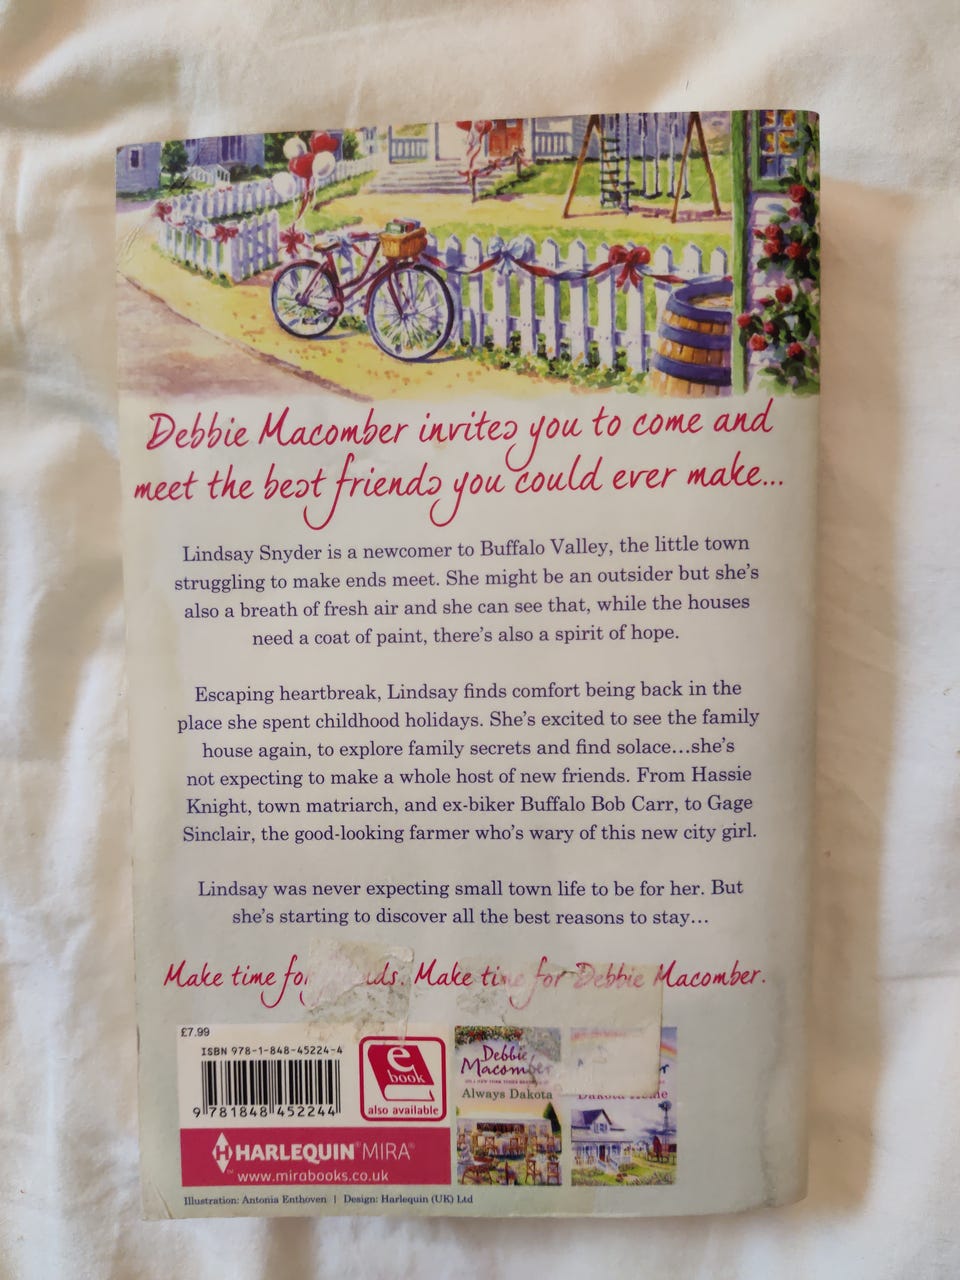 Debbie Macomber invites you to come and
meet the best friends you could ever make...
Lindsay Snyder is a newcomer to Buffalo Valley, the little town
struggling to make ends meet. She might be an outsider but she's
also a breath of fresh air and she can see that, while the houses
need a coat of paint, there's also a spirit of hope.
Escaping heartbreak, Lindsay finds comfort being back in the
place she spent childhood holidays. She's excited to see the family
house again, to explore family secrets and find solace...she's
not expecting to make a whole host of new friends. From Hassie
Knight, town matriarch, and ex-biker Buffalo Bob Carr, to Gage
Sinclair, the good-looking farmer who's wary of this new city girl.
Lindsay was never expecting small town life to be for her. But
she's starting to discover all the best reasons to stay...
Make time for Make time for Debbie Macomber.
£7.99
ISBN 978-1-848-45224-4
9 781848 452244
e
book
also available
HARLEQUIN® MIRA®
www.mirabooks.co.uk
Debbie
Macomber
Always Dakota
Dakota Home
Illustration: Antonia Enthoven | Design: Harlequin (UK) Ltd